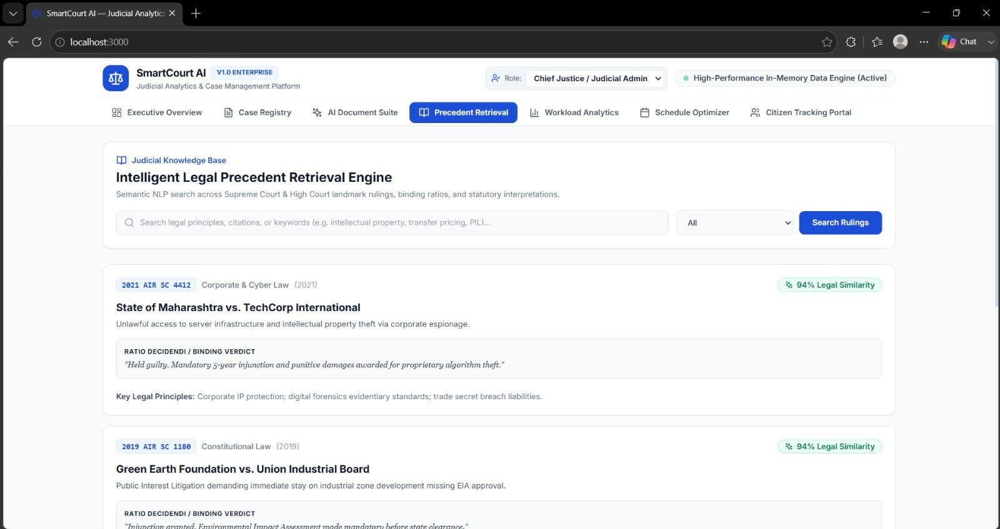 SmartCourt AI — Judicial Analytics
localhost:3000
Chat
SmartCourt AI V1.0 ENTERPRISE
Judicial Analytics & Case Management Platform
Role: Chief Justice / Judicial Admin
High-Performance In-Memory Data Engine (Active)
Executive Overview Case Registry AI Document Suite Precedent Retrieval Workload Analytics Schedule Optimizer Citizen Tracking Portal
Judicial Knowledge Base
Intelligent Legal Precedent Retrieval Engine
Semantic NLP search across Supreme Court & High Court landmark rulings, binding ratios, and statutory interpretations.
Search legal principles, citations, or keywords (e.g. intellectual property, transfer pricing, PIL)... All Search Rulings
2021 AIR SC 4412 Corporate & Cyber Law (2021) 94% Legal Similarity
State of Maharashtra vs. TechCorp International
Unlawful access to server infrastructure and intellectual property theft via corporate espionage.
RATIO DECIDENDI / BINDING VERDICT
"Held guilty. Mandatory 5-year injunction and punitive damages awarded for proprietary algorithm theft."
Key Legal Principles: Corporate IP protection; digital forensics evidentiary standards; trade secret breach liabilities.
2019 AIR SC 1180 Constitutional Law (2019) 94% Legal Similarity
Green Earth Foundation vs. Union Industrial Board
Public Interest Litigation demanding immediate stay on industrial zone development missing EIA approval.
RATIO DECIDENDI / BINDING VERDICT
"Injunction granted. Environmental Impact Assessment made mandatory before state clearance."